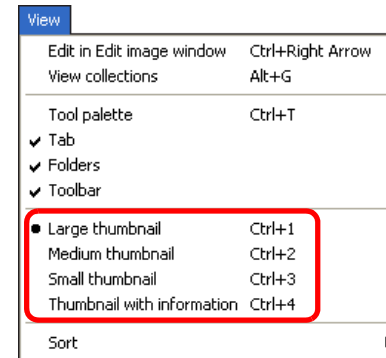 View
Edit in Edit image window Ctrl+Right Arrow
View collections Alt+G
Tool palette Ctrl+T
Tab
Folders
Toolbar
Large thumbnail Ctrl+1
Medium thumbnail Ctrl+2
Small thumbnail Ctrl+3
Thumbnail with information Ctrl+4
Sort